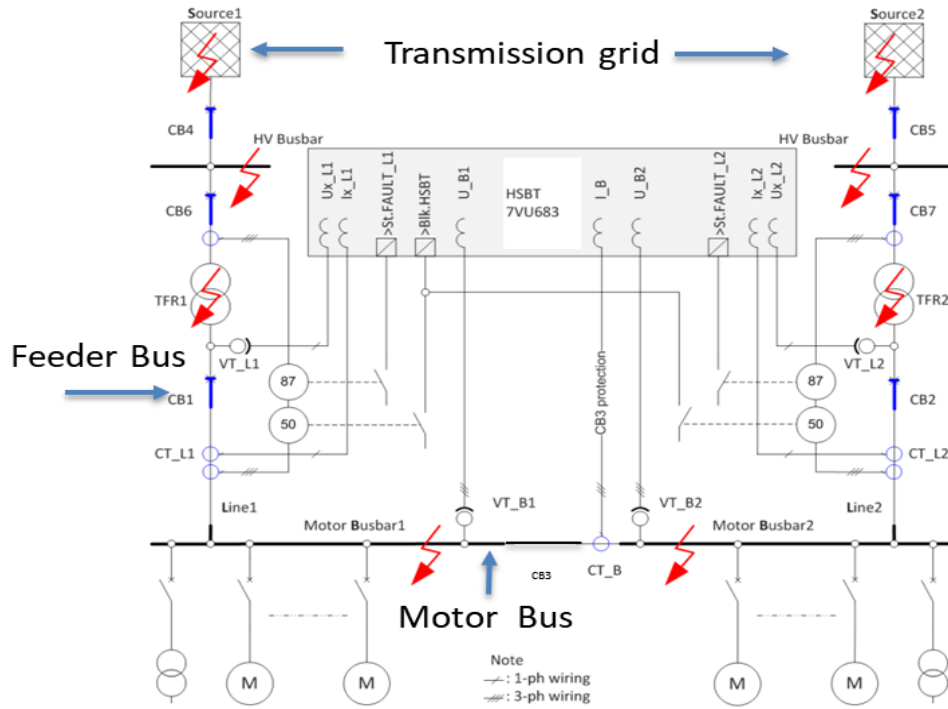 Source1
Source2
Transmission grid
CB4
CB5
HV Busbar
HV Busbar
Ux_L1
Ix_L1
>St.FAULT_L1
>Blk.HSBT
U_B1
HSBT
7VU683
I_B
U_B2
>St.FAULT_L2
Ix_L2
Ux_L2
CB6
CB7
TFR1
TFR2
VT_L1
VT_L2
Feeder Bus
CB1
87
50
CB3 protection
87
50
CB2
CT_L1
CT_L2
Line1
Line2
VT_B1
VT_B2
Motor Busbar1
Motor Busbar2
CB3
CT_B
Motor Bus
M
M
M
M
Note
: 1-ph wiring
: 3-ph wiring